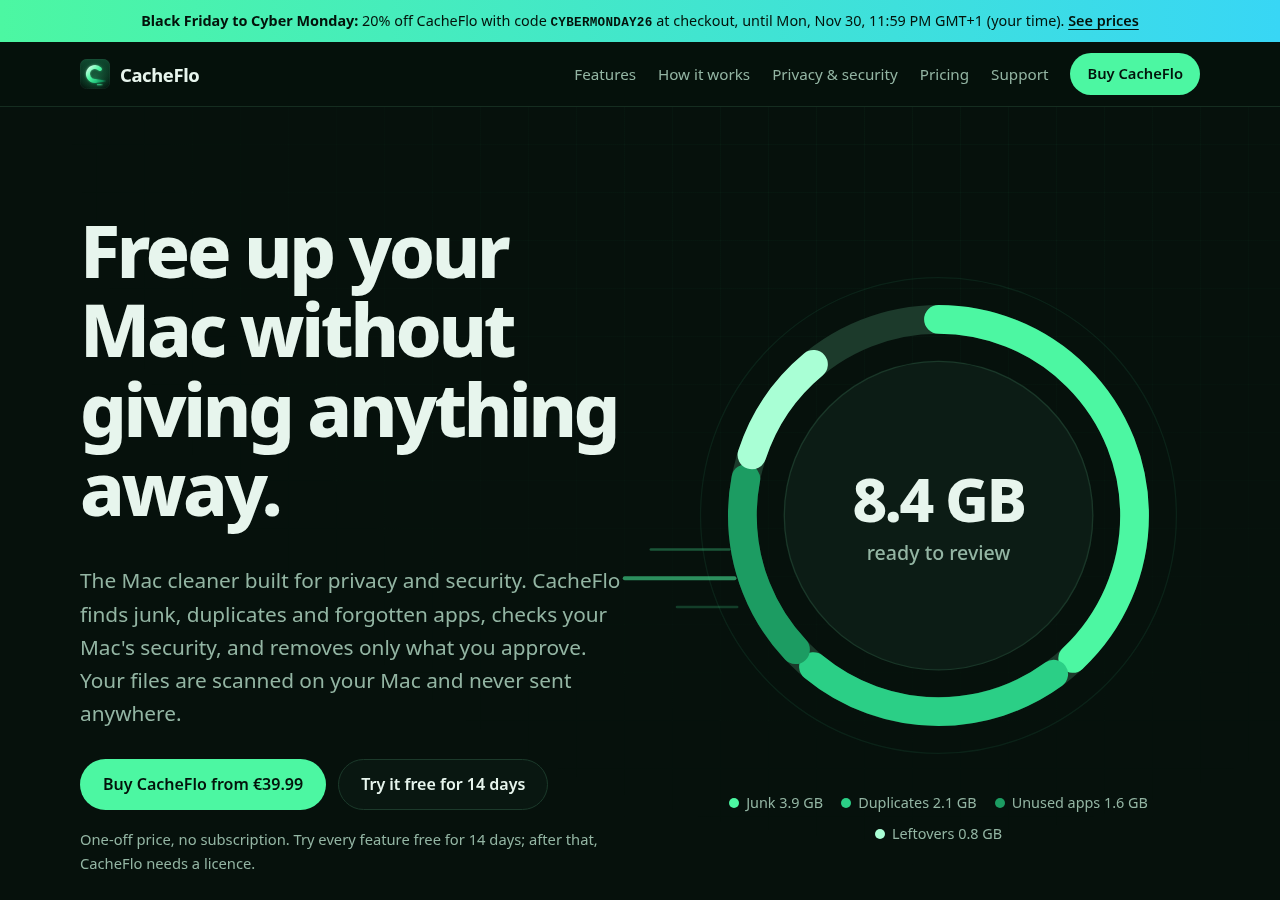 Black Friday to Cyber Monday: 20% off CacheFlo with code CYBERMONDAY26 at checkout, until Mon, Nov 30, 11:59 PM GMT+1 (your time). See prices
CacheFlo
Features
How it works
Privacy & security
Pricing
Support
Buy CacheFlo
Free up your
Mac without
giving anything
away.
The Mac cleaner built for privacy and security. CacheFlo
finds junk, duplicates and forgotten apps, checks your
Mac's security, and removes only what you approve.
Your files are scanned on your Mac and never sent
anywhere.
Buy CacheFlo from €39.99
Try it free for 14 days
One-off price, no subscription. Try every feature free for 14 days; after that,
CacheFlo needs a licence.
8.4 GB
ready to review
Junk 3.9 GB
Duplicates 2.1 GB
Unused apps 1.6 GB
Leftovers 0.8 GB